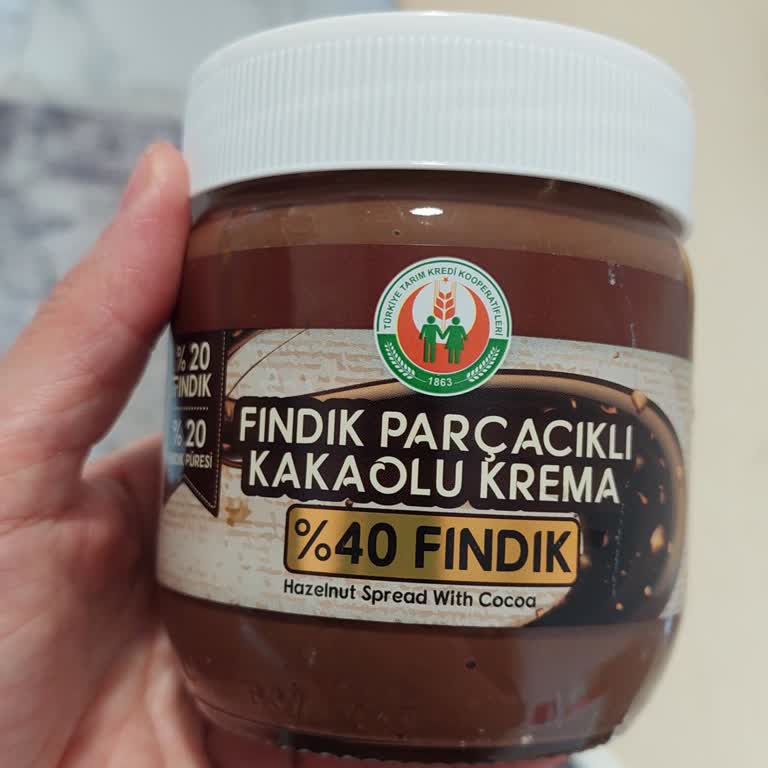 TÜRKİYE TARIM KREDİ KOOPERATİFLERİ
1863
% 20
FINDIK
% 20
PÜRESİ
FINDIK PARÇACIKLI
KAKAOLU KREMA
%40 FINDIK
Hazelnut Spread With Cocoa